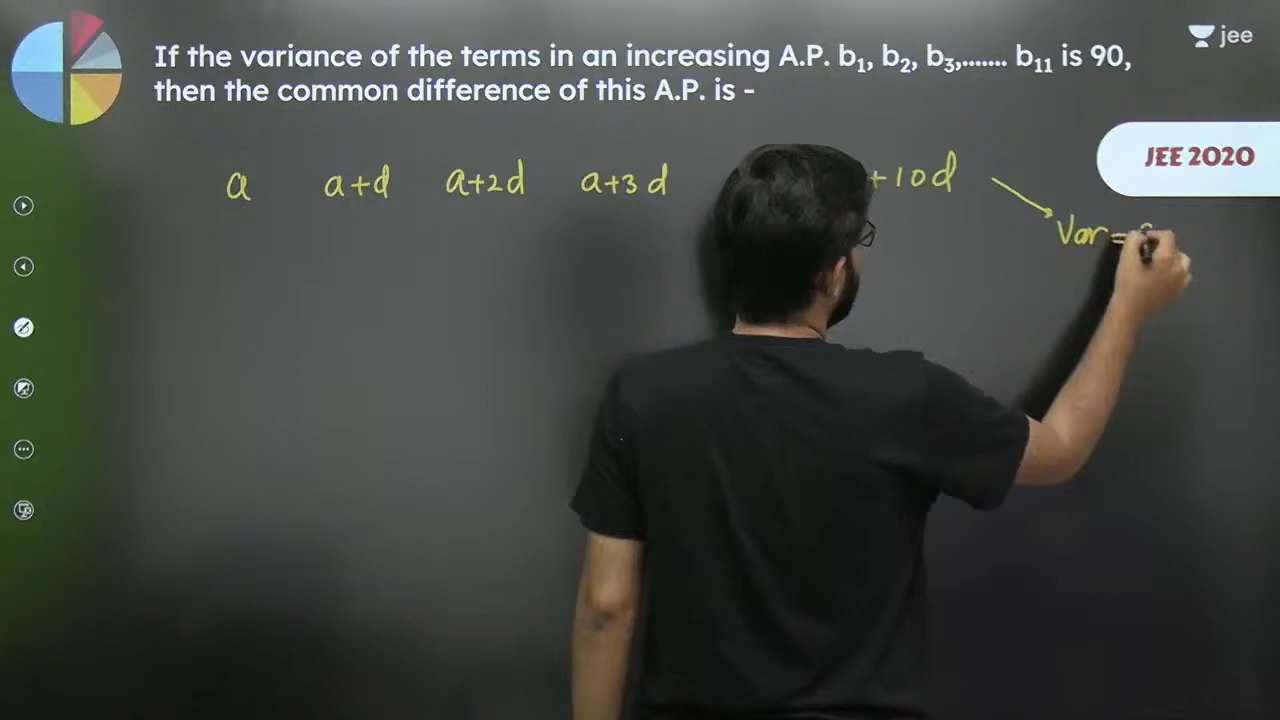 If the variance of the terms in an increasing A.P. b₁, b₂, b₃,....... b₁₁ is 90,
then the common difference of this A.P. is -
jee
JEE 2020
a a+d a+2d a+3d +10d
Var =